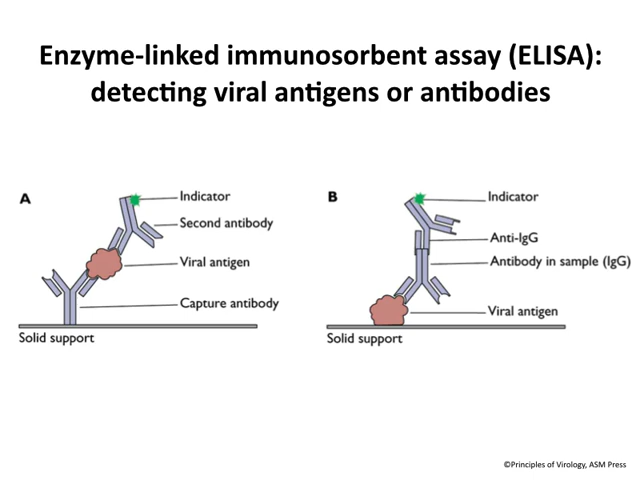 Enzyme-linked immunosorbent assay (ELISA):
detecting viral antigens or antibodies
A
Indicator
Second antibody
Viral antigen
Capture antibody
Solid support
B
Indicator
Anti-IgG
Antibody in sample (IgG)
Viral antigen
Solid support
©Principles of Virology, ASM Press